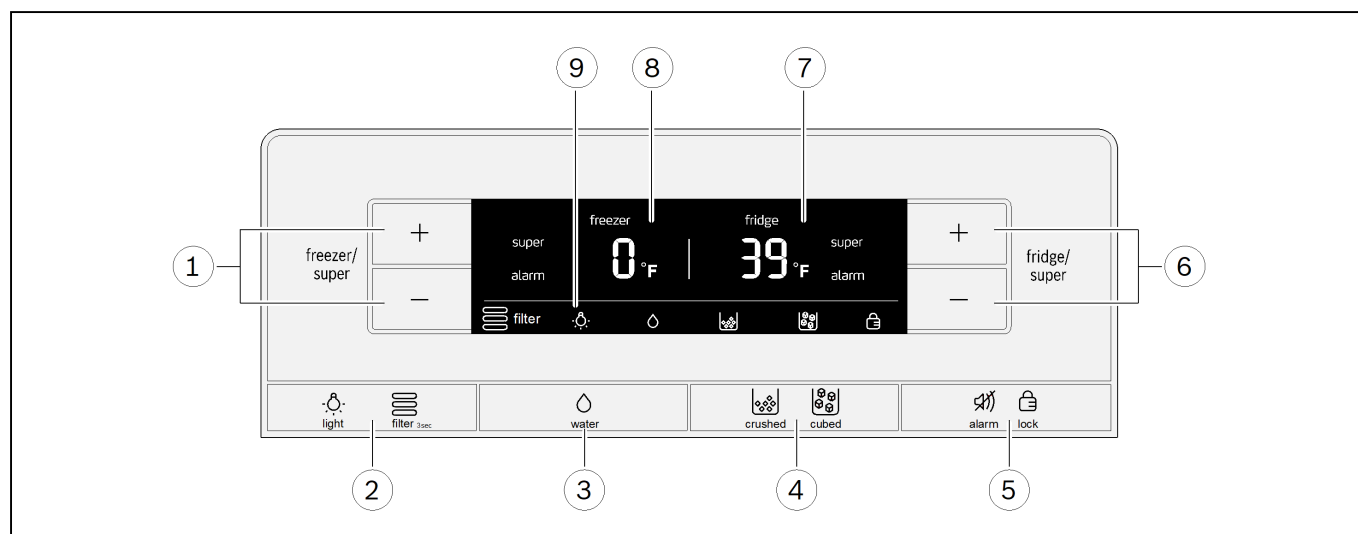 9 8 7
freezer fridge
+ super 0°F 39°F super +
1 freezer/
super
fridge/
super 6
− alarm alarm −
filter
light filter 3sec water crushed cubed alarm lock
2 3 4 5